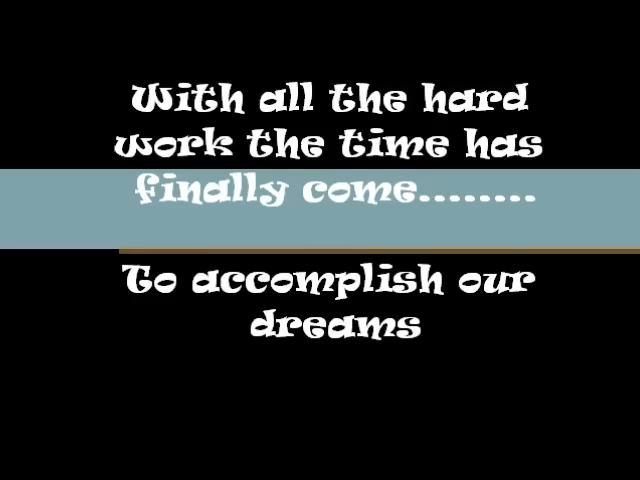 With all the hard
work the time has
finally come........
To accomplish our
dreams